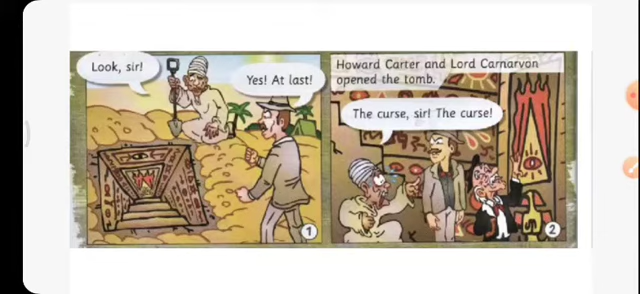 Look, sir!
Yes! At last!
1
Howard Carter and Lord Carnarvon
opened the tomb.
The curse, sir! The curse!
2